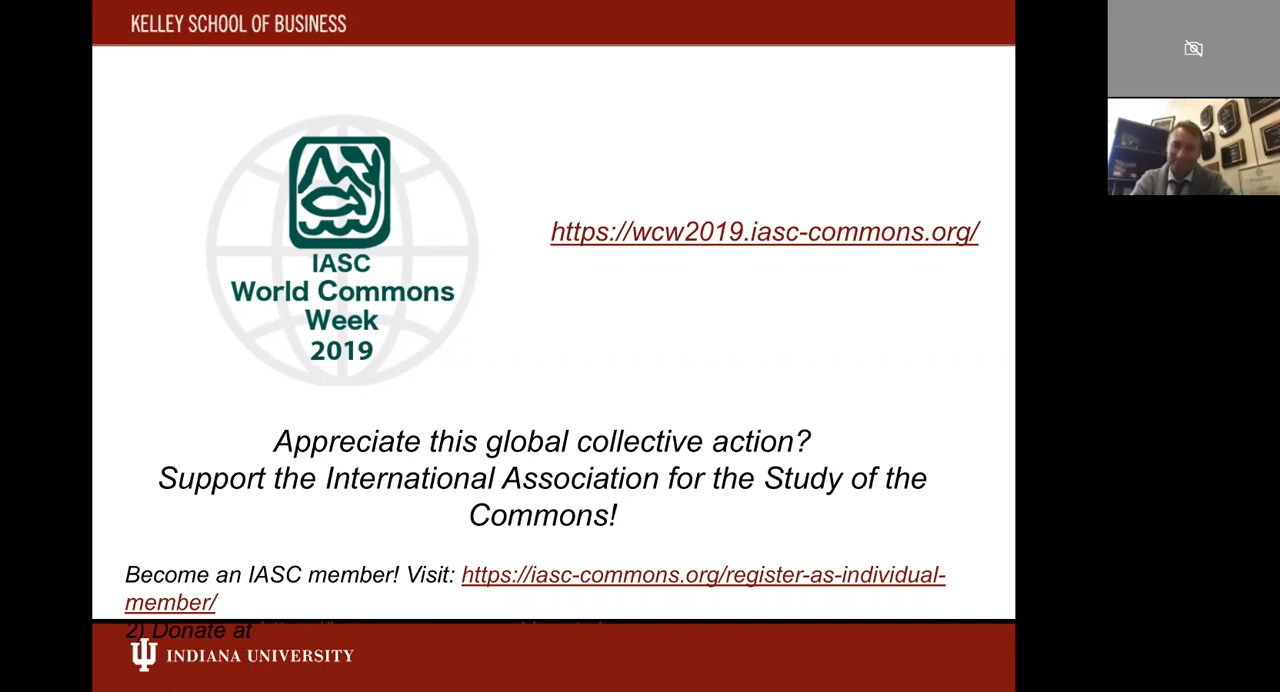 KELLEY SCHOOL OF BUSINESS
IASC
World Commons
Week
2019
https://wcw2019.iasc-commons.org/
Appreciate this global collective action?
Support the International Association for the Study of the
Commons!
Become an IASC member! Visit: https://iasc-commons.org/register-as-individual-
member/
2) Donate at
INDIANA UNIVERSITY